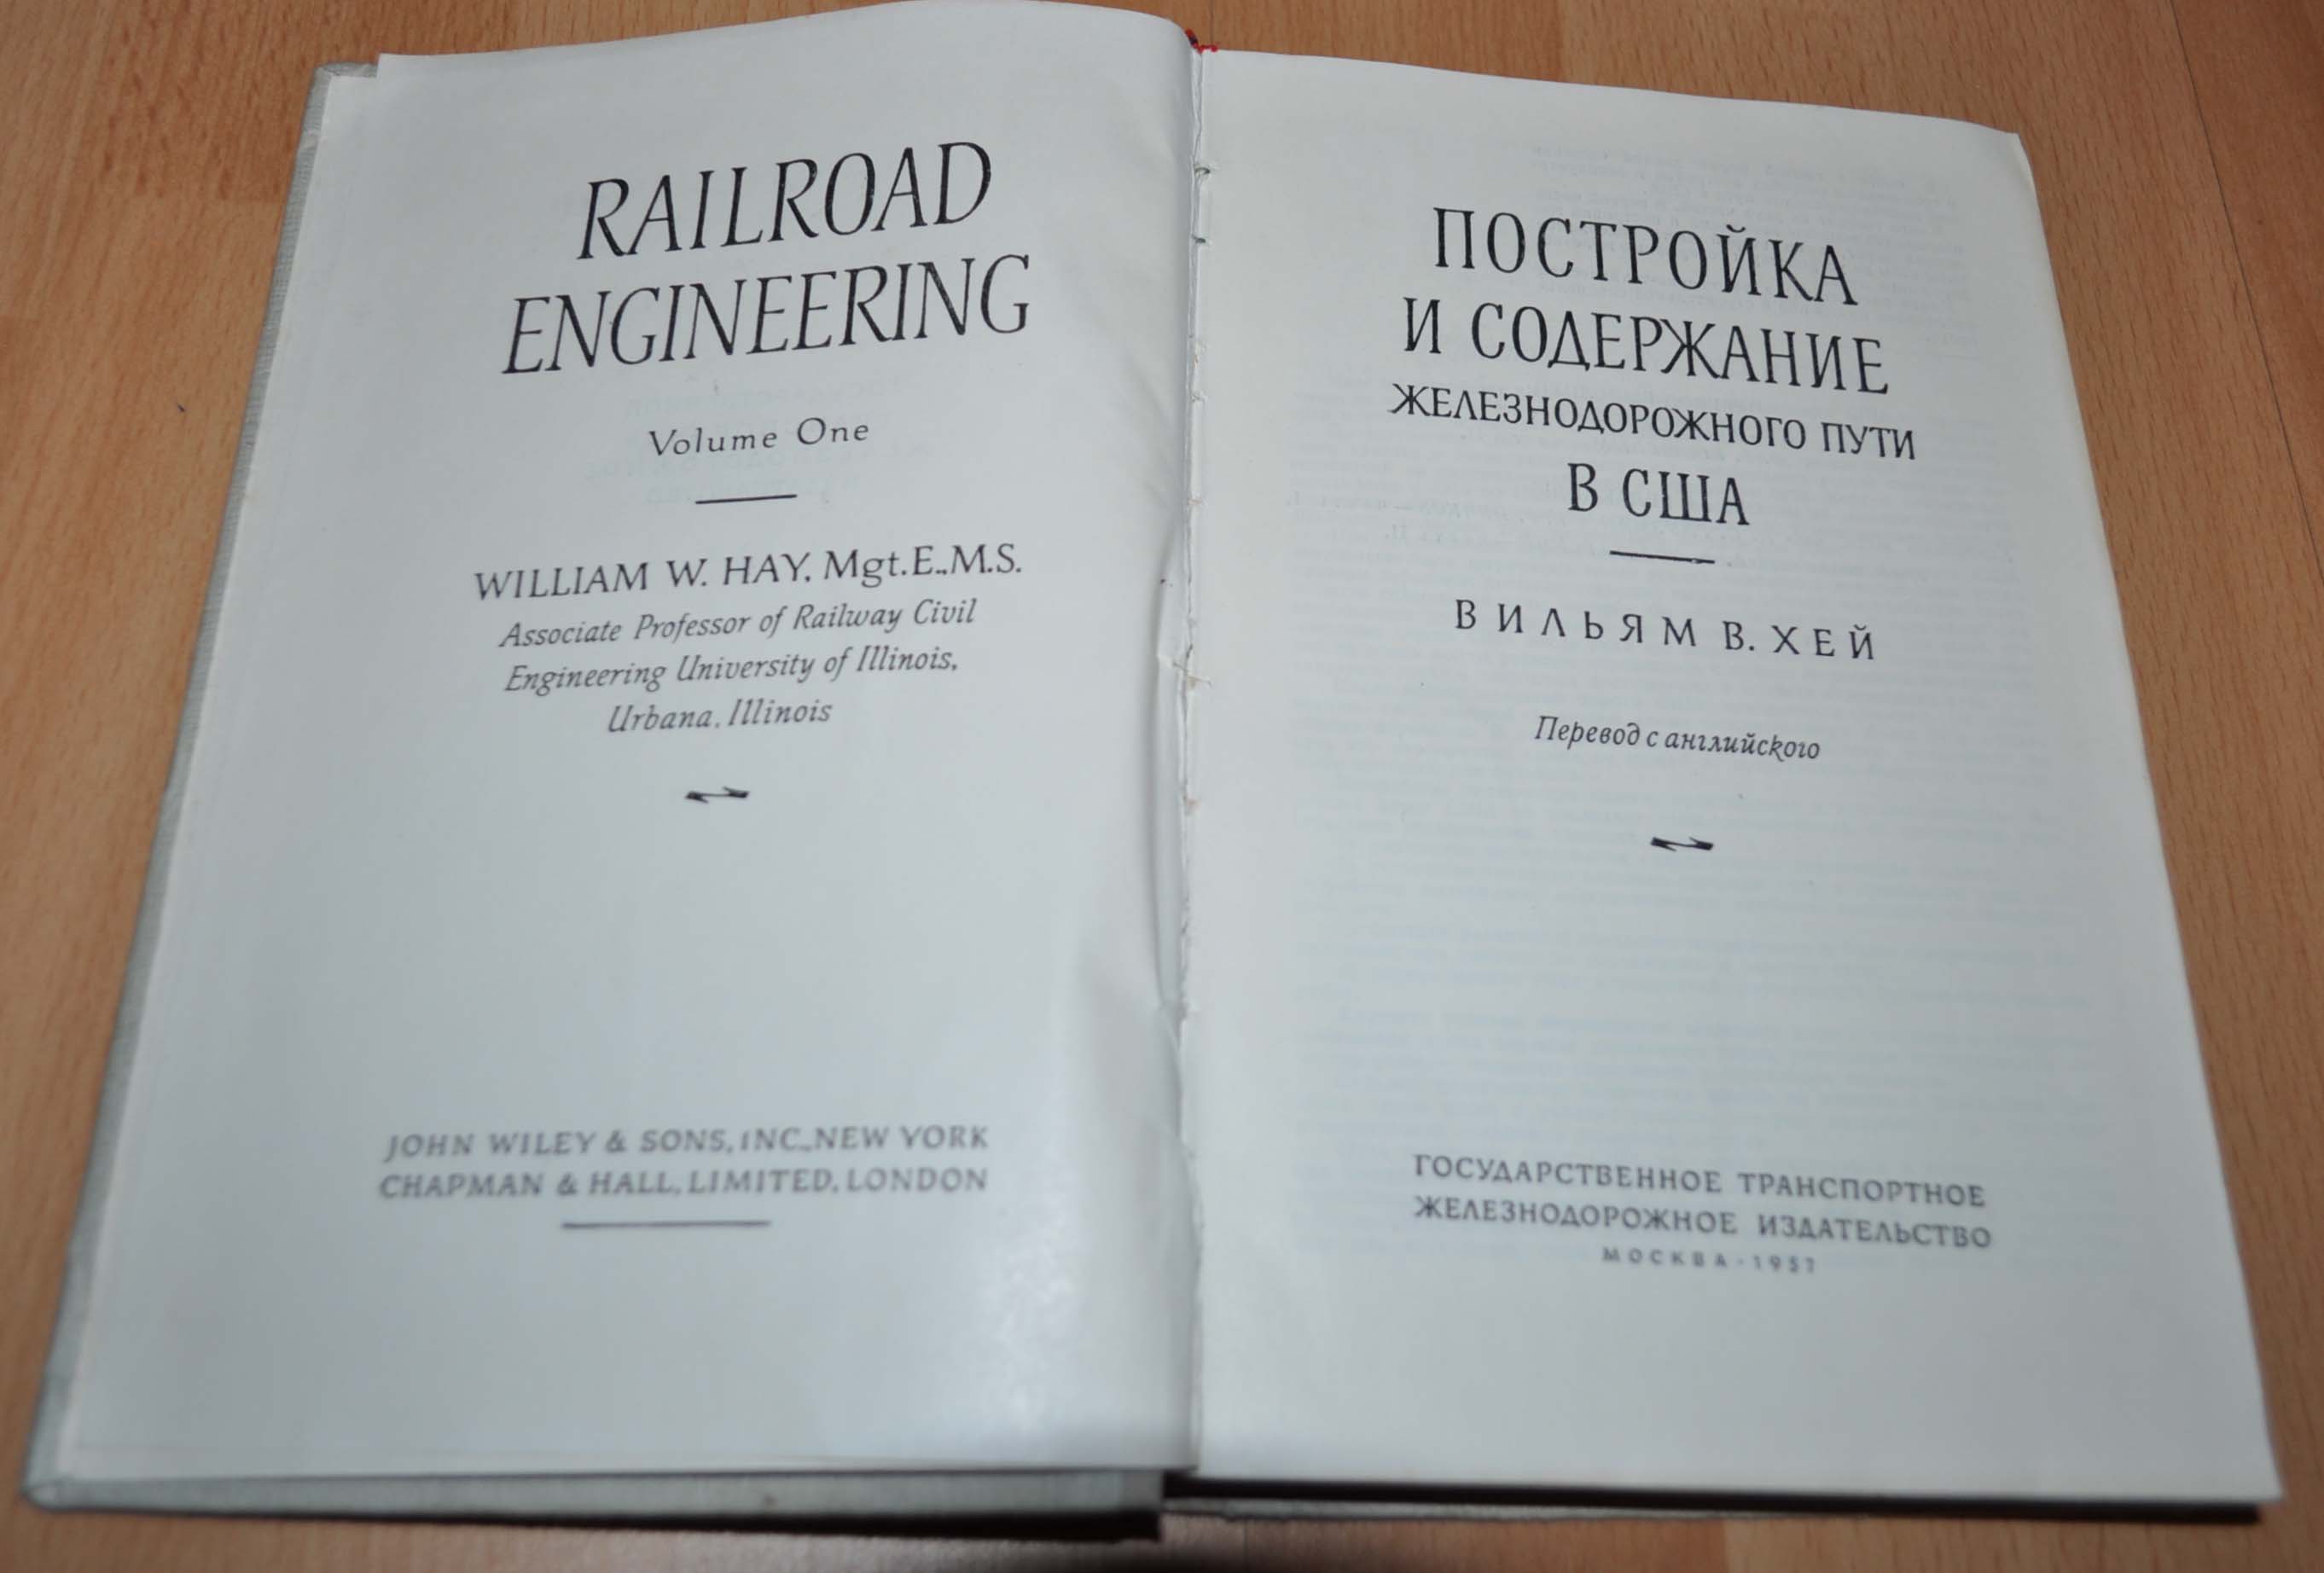 RAILROAD
ENGINEERING
Volume One
WILLIAM W. HAY, Mgt.E.,M.S.
Associate Professor of Railway Civil
Engineering University of Illinois,
Urbana, Illinois
JOHN WILEY & SONS, INC., NEW YORK
CHAPMAN & HALL, LIMITED, LONDON
ПОСТРОЙКА
И СОДЕРЖАНИЕ
ЖЕЛЕЗНОДОРОЖНОГО ПУТИ
В США
ВИЛЬЯМ В. ХЕЙ
Перевод с английского
ГОСУДАРСТВЕННОЕ ТРАНСПОРТНОЕ
ЖЕЛЕЗНОДОРОЖНОЕ ИЗДАТЕЛЬСТВО
МОСКВА · 1957